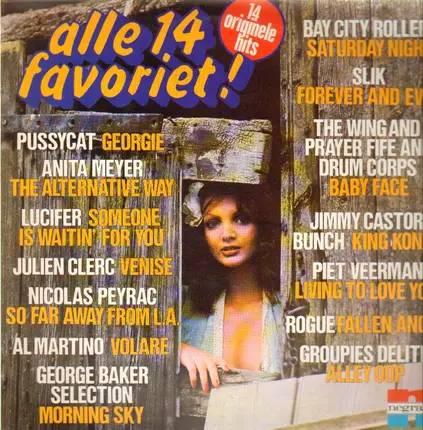 alle 14
favoriet!
14
originele
hits
PUSSYCAT GEORGIE
ANITA MEYER
THE ALTERNATIVE WAY
LUCIFER SOMEONE
IS WAITIN' FOR YOU
JULIEN CLERC VENISE
NICOLAS PEYRAC
SO FAR AWAY FROM L.A.
AL MARTINO VOLARE
GEORGE BAKER
SELECTION
MORNING SKY
BAY CITY ROLLER
SATURDAY NIGH
SLIK
FOREVER AND EV
THE WING AND
PRAYER FIFE AN
DRUM CORPS
BABY FACE
JIMMY CASTOR
BUNCH KING KON
PIET VEERMAN
LIVING TO LOVE YO
ROGUE FALLEN ANG
GROUPIES DELIT
ALLEY OOP
negra